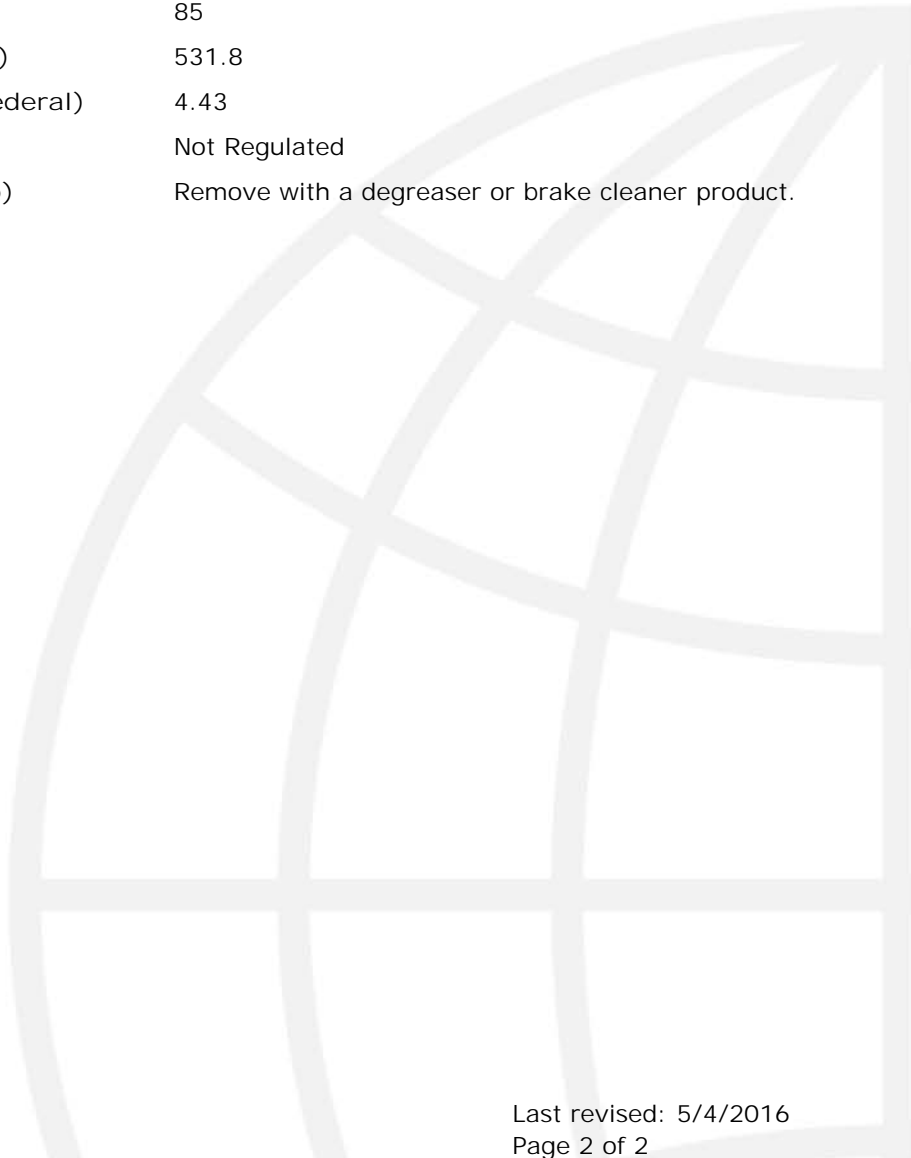 85
) 531.8
ederal) 4.43
Not Regulated
) Remove with a degreaser or brake cleaner product.
Last revised: 5/4/2016
Page 2 of 2